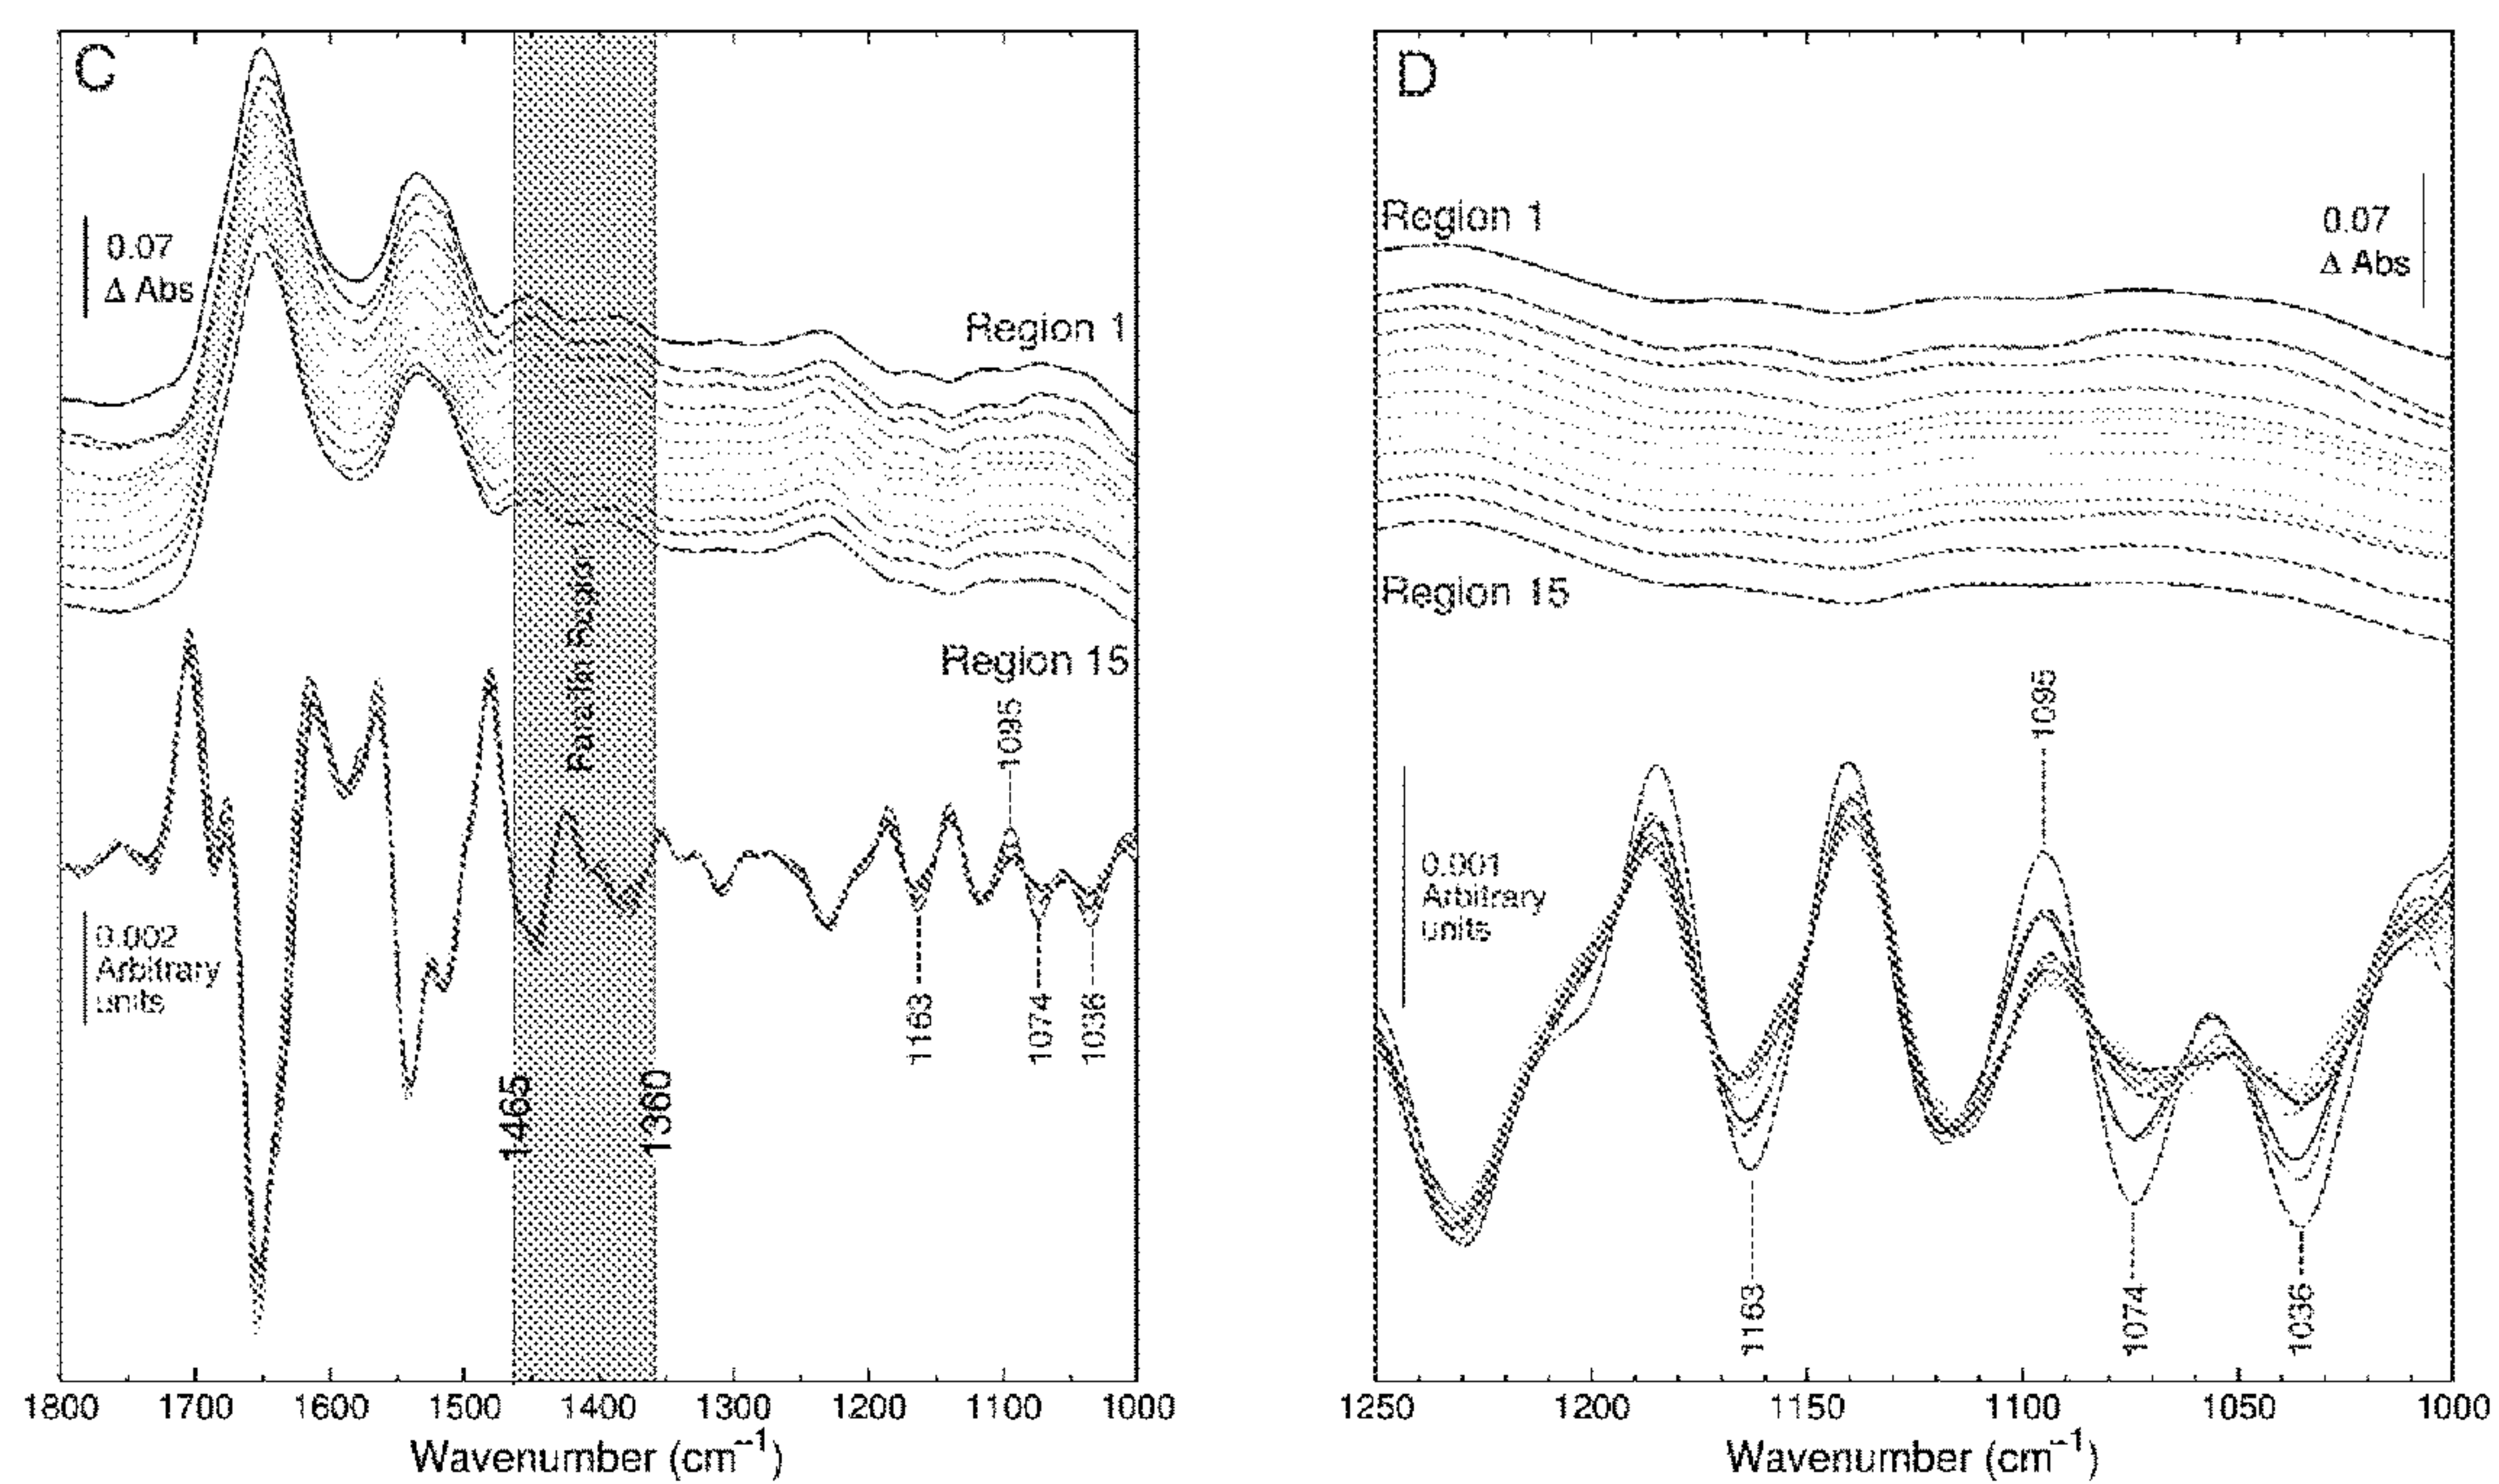 C
0.07
Δ Abs
Region 1
Paraffin Region
Region 15
1095
0.002
Arbitrary
units
1163
1074
1036
1465
1360
1800 1700 1600 1500 1400 1300 1200 1100 1000
Wavenumber (cm⁻¹)
D
Region 1
0.07
Δ Abs
Region 15
1095
0.001
Arbitrary
units
1163
1074
1036
1250 1200 1150 1100 1050 1000
Wavenumber (cm⁻¹)